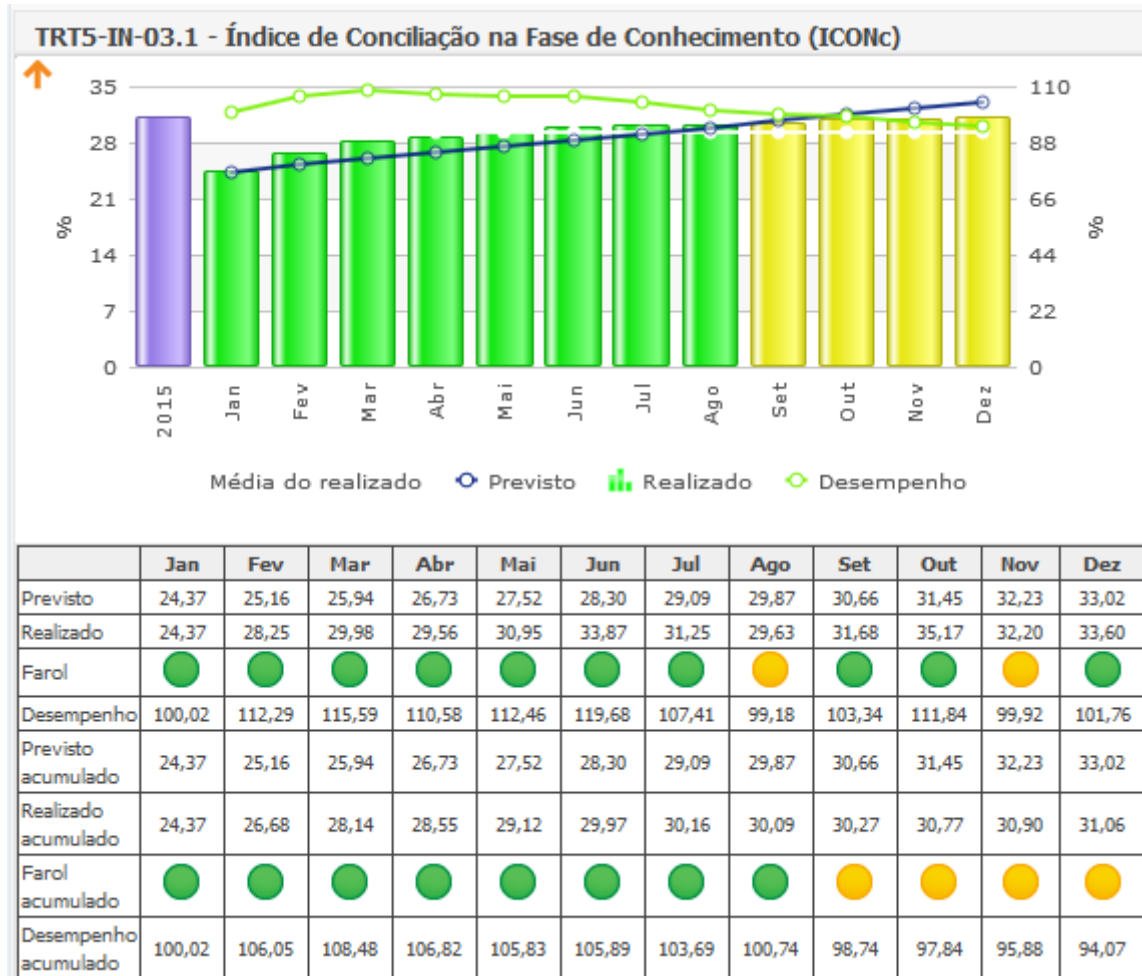 TRT5-IN-03.1 - Índice de Conciliação na Fase de Conhecimento (ICONc)
35 110
28 88
21 66
% %
14 44
7 22
0 0
2015 Jan Fev Mar Abr Mai Jun Jul Ago Set Out Nov Dez
Média do realizado Previsto Realizado Desempenho
Jan Fev Mar Abr Mai Jun Jul Ago Set Out Nov Dez
Previsto 24,37 25,16 25,94 26,73 27,52 28,30 29,09 29,87 30,66 31,45 32,23 33,02
Realizado 24,37 28,25 29,98 29,56 30,95 33,87 31,25 29,63 31,68 35,17 32,20 33,60
Farol
Desempenho 100,02 112,29 115,59 110,58 112,46 119,68 107,41 99,18 103,34 111,84 99,92 101,76
Previsto
acumulado 24,37 25,16 25,94 26,73 27,52 28,30 29,09 29,87 30,66 31,45 32,23 33,02
Realizado
acumulado 24,37 26,68 28,14 28,55 29,12 29,97 30,16 30,09 30,27 30,77 30,90 31,06
Farol
acumulado
Desempenho
acumulado 100,02 106,05 108,48 106,82 105,83 105,89 103,69 100,74 98,74 97,84 95,88 94,07